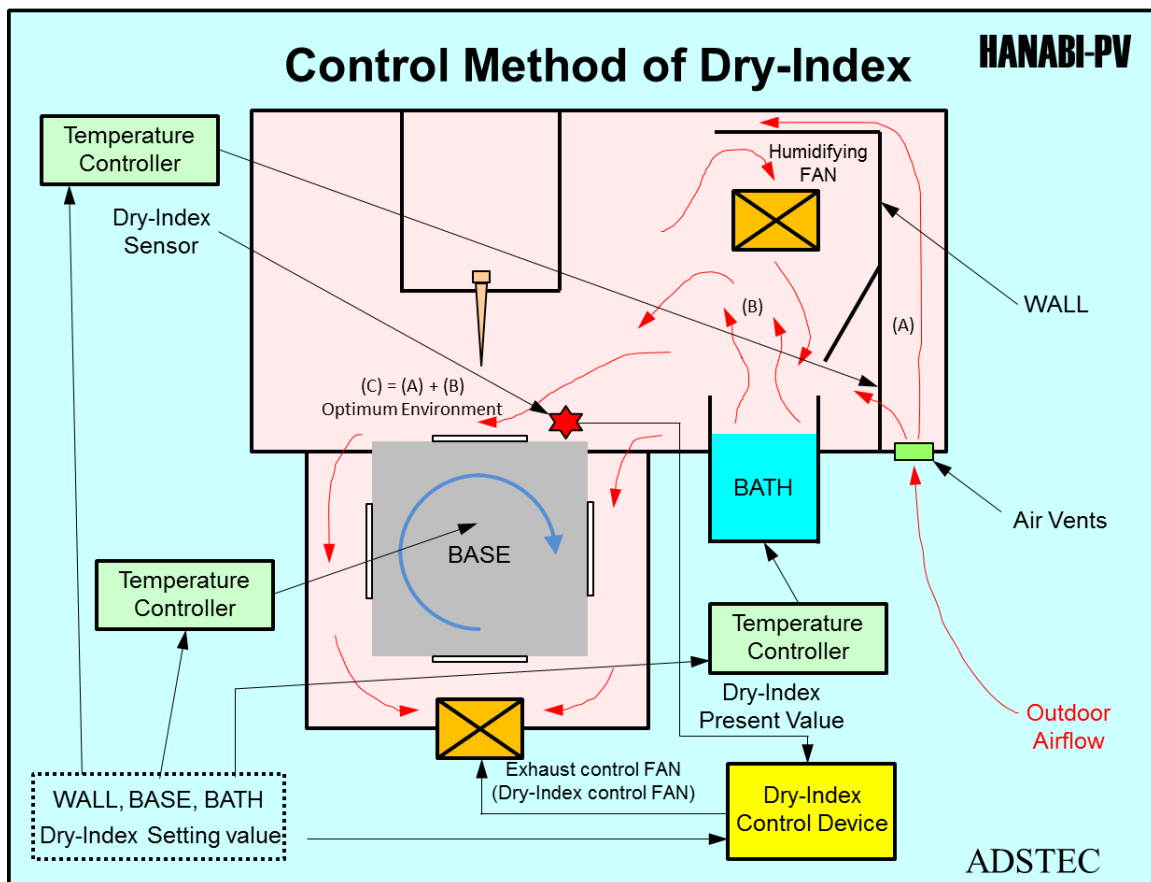 Control Method of Dry-Index
HANABI-PV
Temperature
Controller
Humidifying
FAN
Dry-Index
Sensor
WALL
(B)
(A)
(C) = (A) + (B)
Optimum Environment
BATH
Air Vents
BASE
Temperature
Controller
Temperature
Controller
Dry-Index
Present Value
Outdoor
Airflow
Exhaust control FAN
(Dry-Index control FAN)
WALL, BASE, BATH
Dry-Index Setting value
Dry-Index
Control Device
ADSTEC